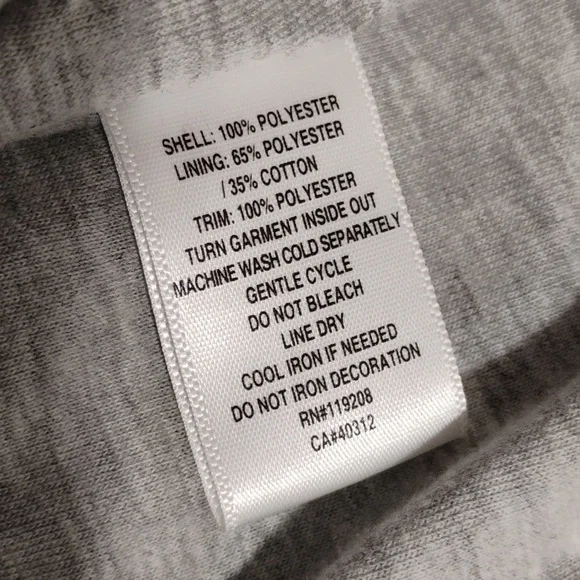 SHELL: 100% POLYESTER
LINING: 65% POLYESTER
/ 35% COTTON
TRIM: 100% POLYESTER
TURN GARMENT INSIDE OUT
MACHINE WASH COLD SEPARATELY
GENTLE CYCLE
DO NOT BLEACH
LINE DRY
COOL IRON IF NEEDED
DO NOT IRON DECORATION
RN#119208
CA#40312